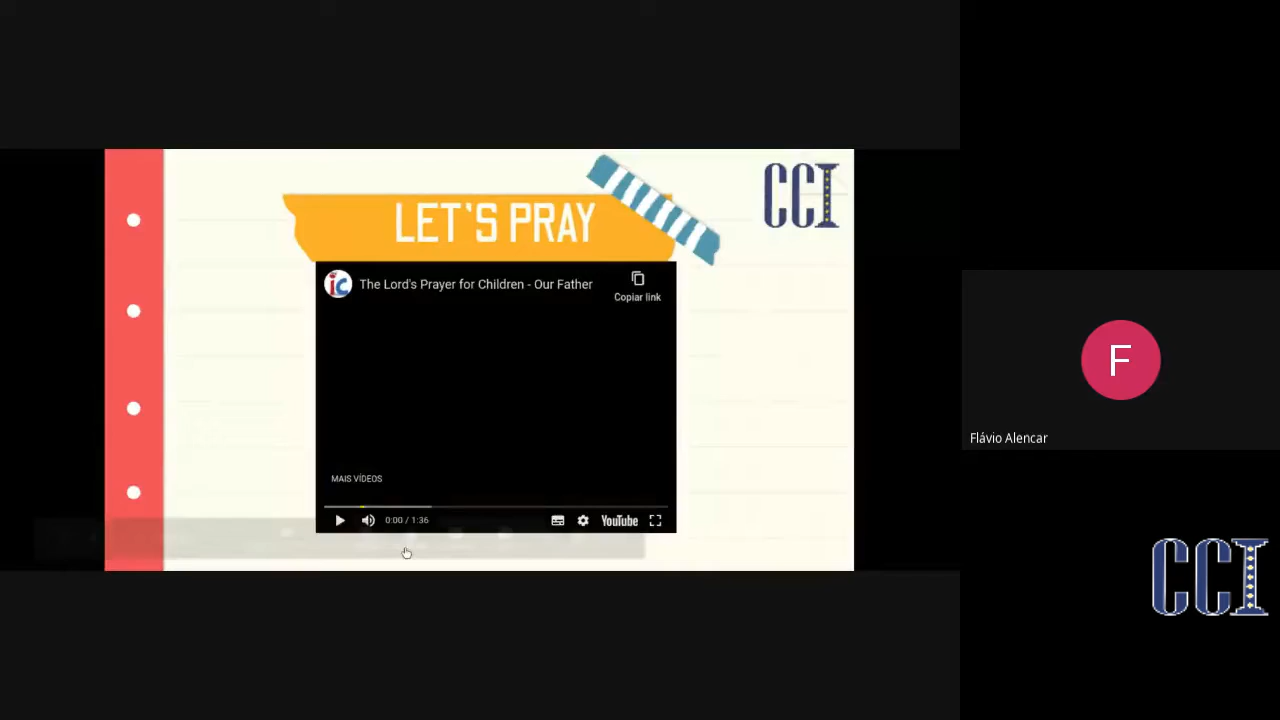 CCI
LET'S PRAY
The Lord's Prayer for Children - Our Father
Copiar link
MAIS VÍDEOS
0:00 / 1:36
YouTube
F
Flávio Alencar
CCI